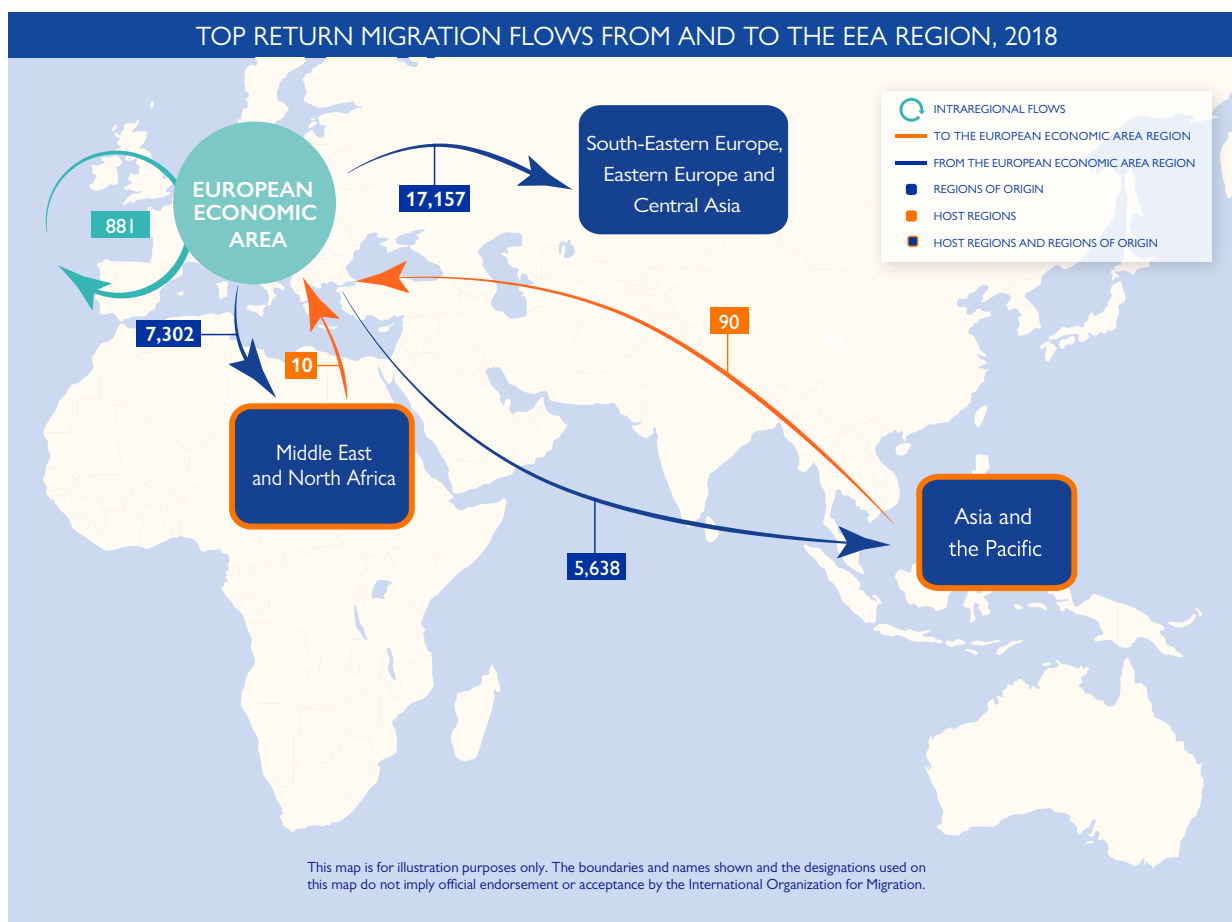 TOP RETURN MIGRATION FLOWS FROM AND TO THE EEA REGION, 2018
INTRAREGIONAL FLOWS
TO THE EUROPEAN ECONOMIC AREA REGION
FROM THE EUROPEAN ECONOMIC AREA REGION
REGIONS OF ORIGIN
HOST REGIONS
HOST REGIONS AND REGIONS OF ORIGIN
South-Eastern Europe,
Eastern Europe and
Central Asia
17,157
EUROPEAN
ECONOMIC
AREA
881
7,302
10
90
Middle East
and North Africa
5,638
Asia and
the Pacific
This map is for illustration purposes only. The boundaries and names shown and the designations used on
this map do not imply official endorsement or acceptance by the International Organization for Migration.